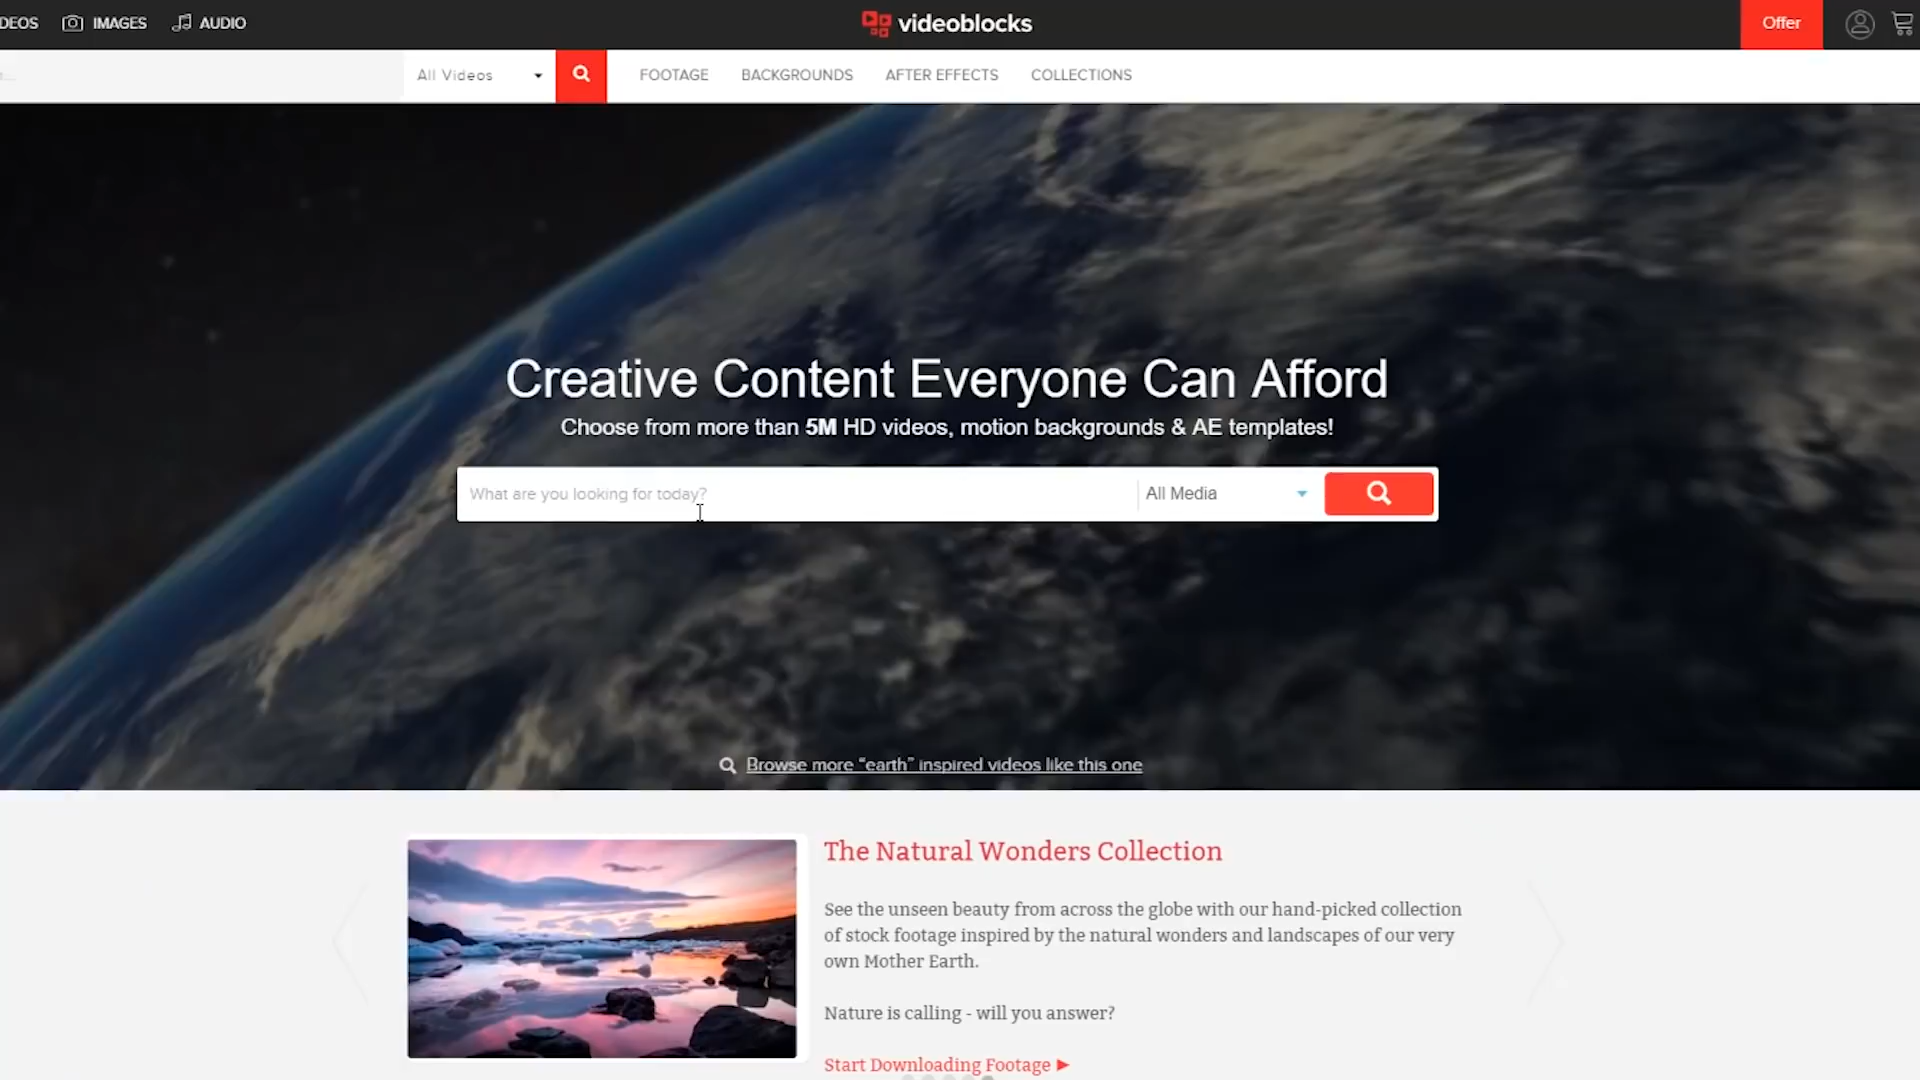 DEOS IMAGES AUDIO videoblocks Offer
All Videos FOOTAGE BACKGROUNDS AFTER EFFECTS COLLECTIONS
Creative Content Everyone Can Afford
Choose from more than 5M HD videos, motion backgrounds & AE templates!
What are you looking for today? All Media
Browse more “earth” inspired videos like this one
The Natural Wonders Collection
See the unseen beauty from across the globe with our hand-picked collection
of stock footage inspired by the natural wonders and landscapes of our very
own Mother Earth.
Nature is calling - will you answer?
Start Downloading Footage ►